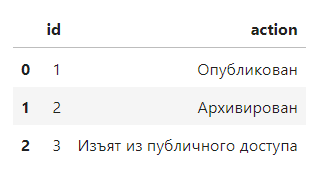 id action
0 1 Опубликован
1 2 Архивирован
2 3 Изъят из публичного доступа